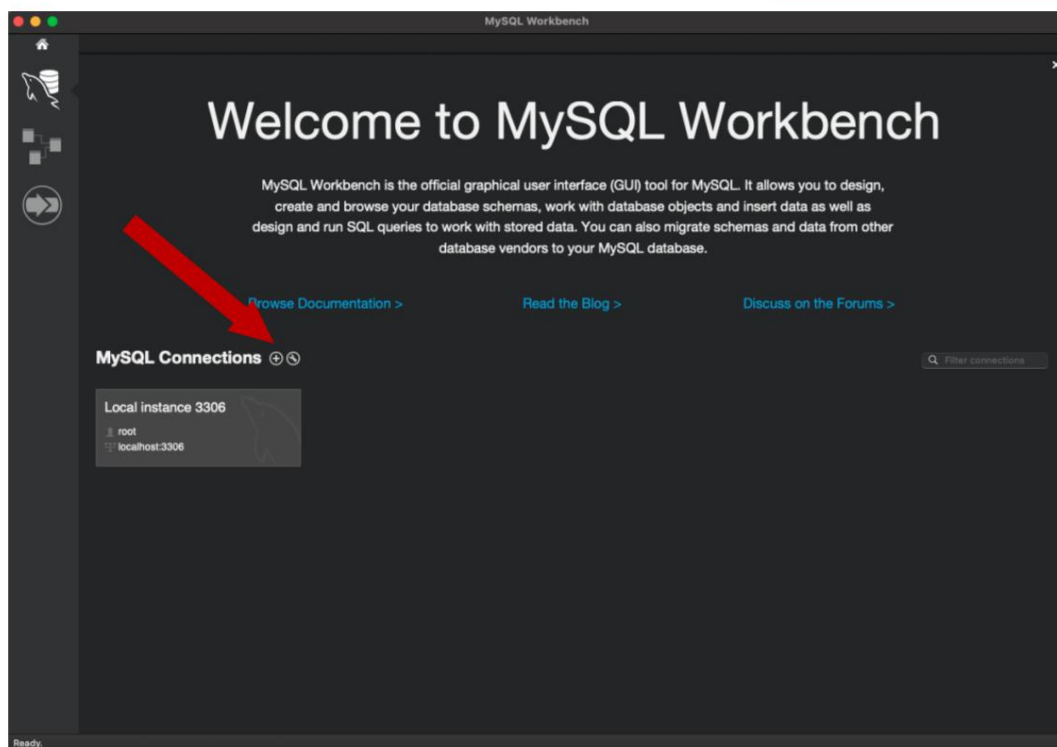 MySQL Workbench
Welcome to MySQL Workbench
MySQL Workbench is the official graphical user interface (GUI) tool for MySQL. It allows you to design,
create and browse your database schemas, work with database objects and insert data as well as
design and run SQL queries to work with stored data. You can also migrate schemas and data from other
database vendors to your MySQL database.
Browse Documentation >
Read the Blog >
Discuss on the Forums >
MySQL Connections
Filter connections
Local instance 3306
root
localhost:3306
Ready.